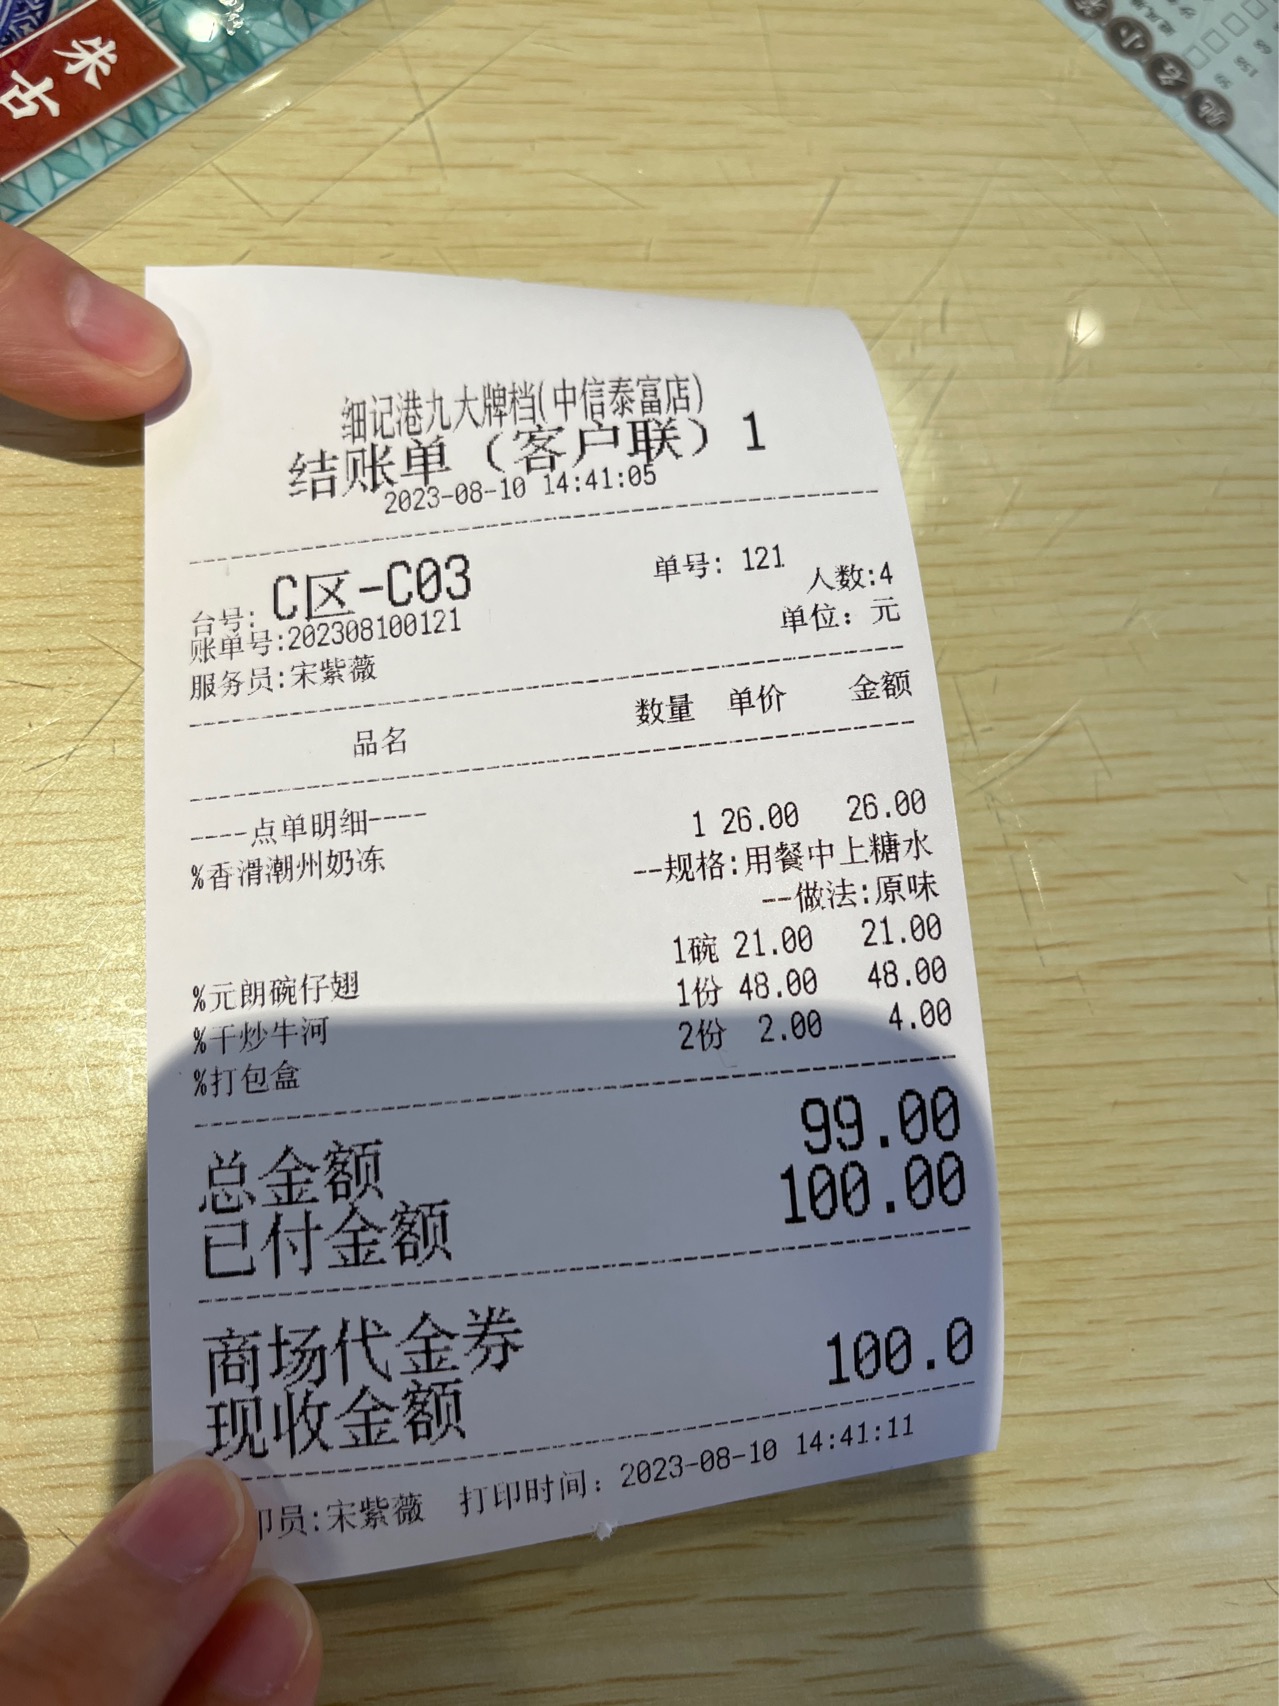 朱古
细记港九大牌档(中信泰富店)
结账单（客户联）1
2023-08-10 14:41:05
台号: C区-C03 单号: 121
账单号:202308100121 人数:4
服务员:宋紫薇 单位: 元
品名 数量 单价 金额
----点单明细----
%香滑潮州奶冻 1 26.00 26.00
--规格:用餐中上糖水
--做法:原味
%元朗碗仔翅 1碗 21.00 21.00
%干炒牛河 1份 48.00 48.00
%打包盒 2份 2.00 4.00
总金额 99.00
已付金额 100.00
商场代金券
现收金额 100.0
印员:宋紫薇 打印时间: 2023-08-10 14:41:11